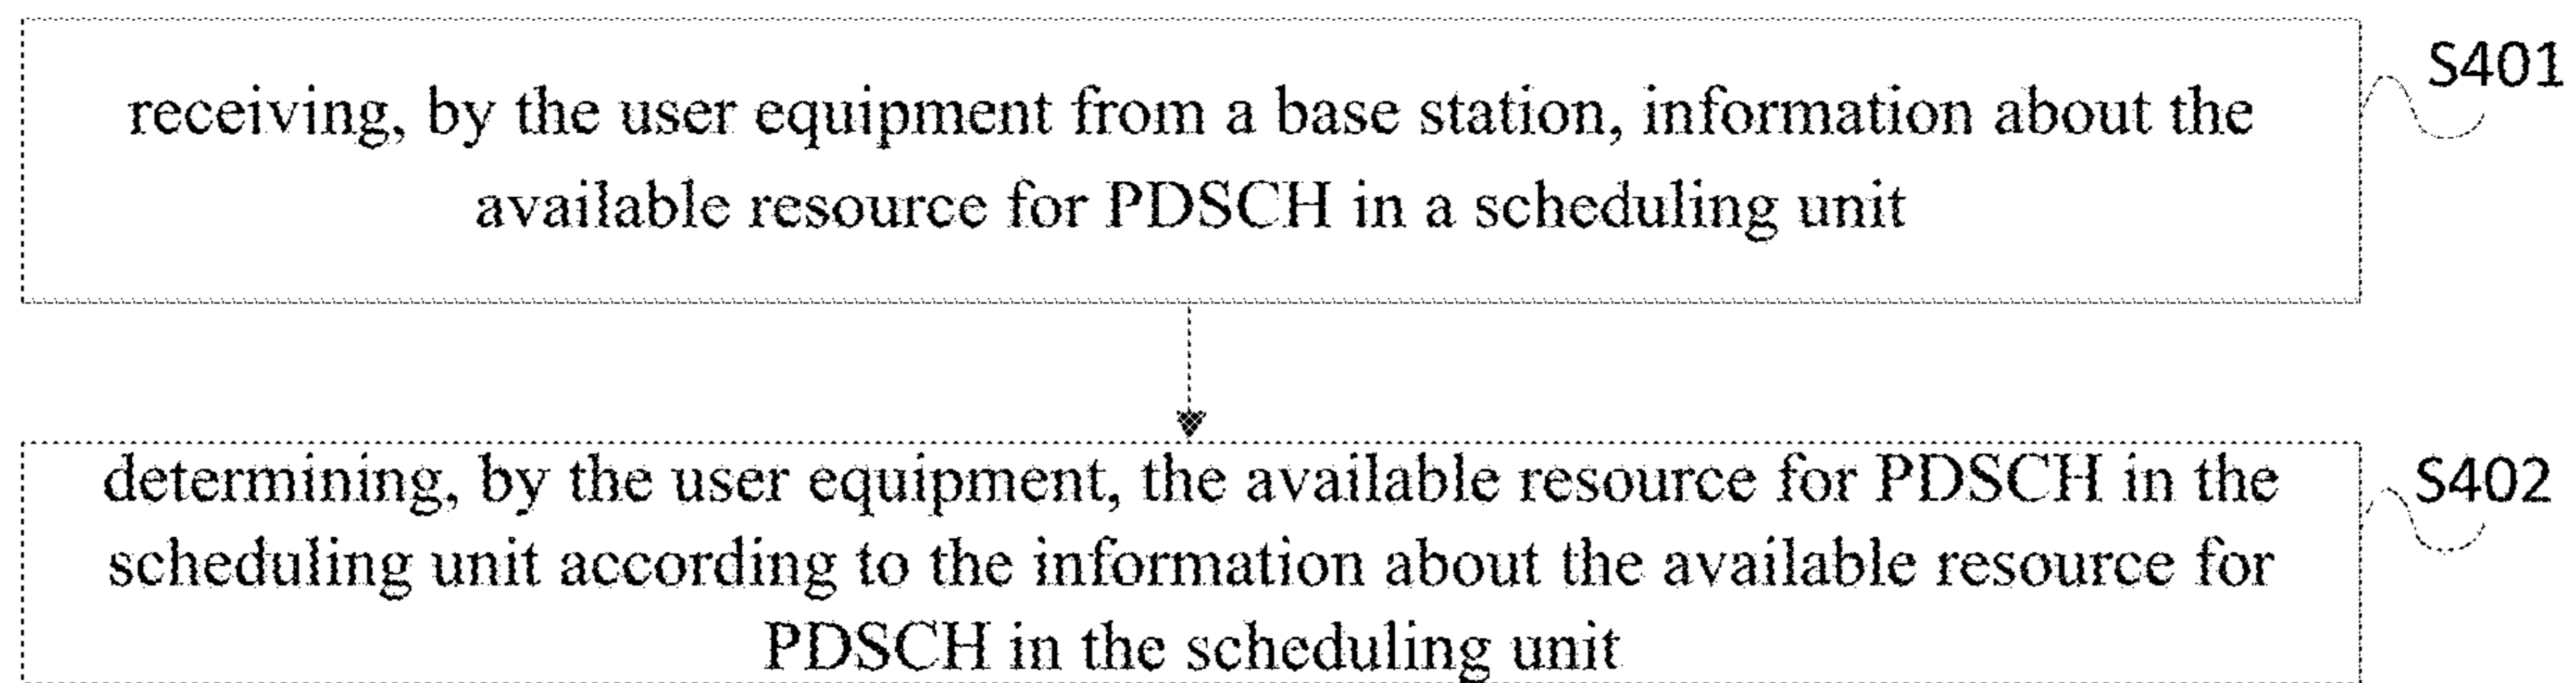 receiving, by the user equipment from a base station, information about the
available resource for PDSCH in a scheduling unit
S401
determining, by the user equipment, the available resource for PDSCH in the
scheduling unit according to the information about the available resource for
PDSCH in the scheduling unit
S402